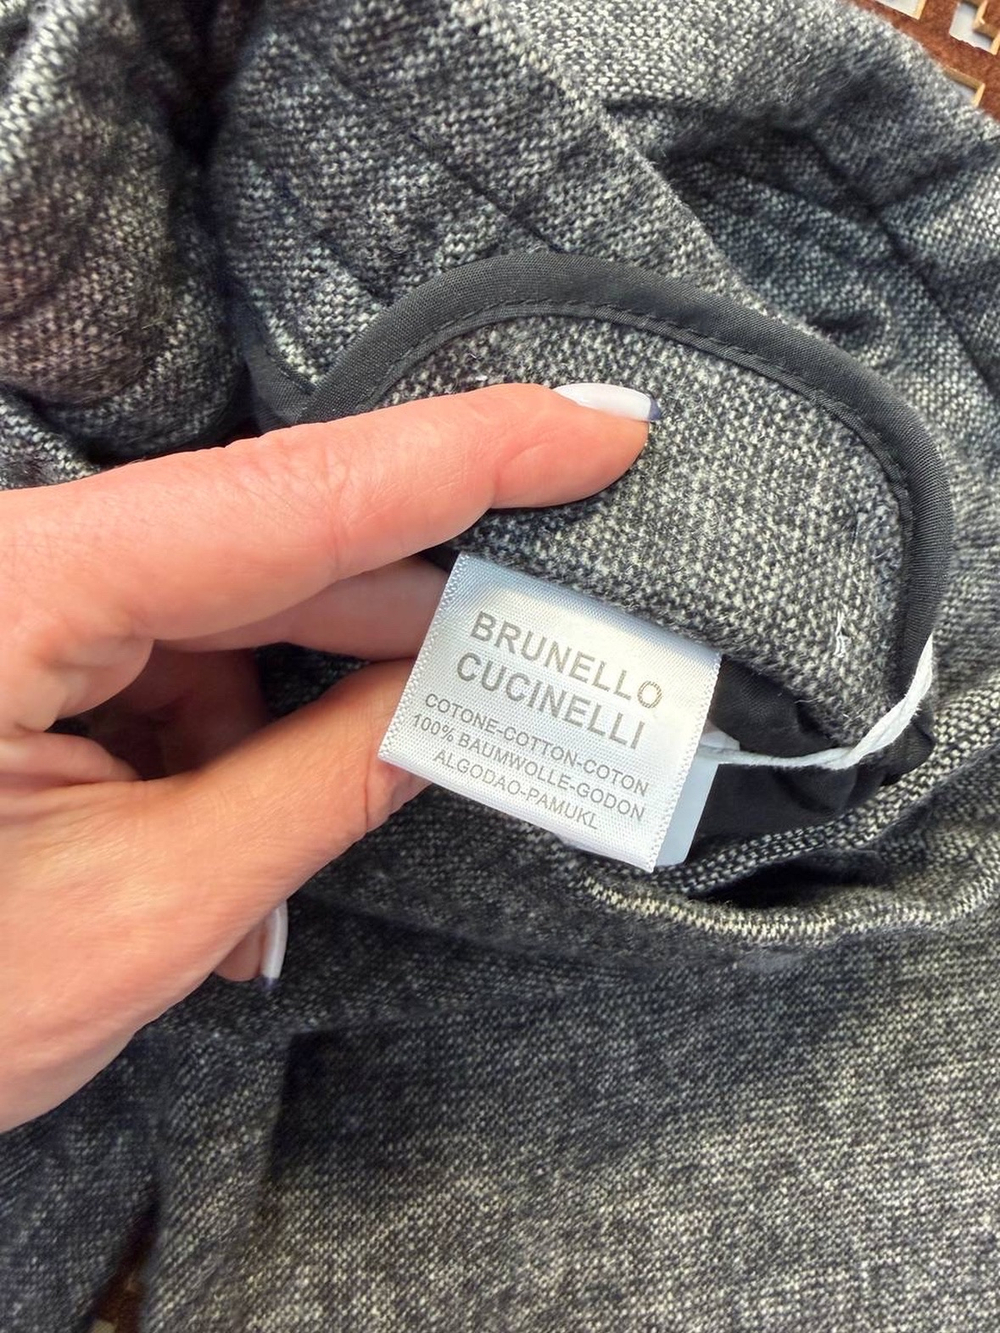 BRUNELLO
CUCINELLI
COTONE-COTTON-COTON
100% BAUMWOLLE-GODON
ALGODAO-PAMUKL